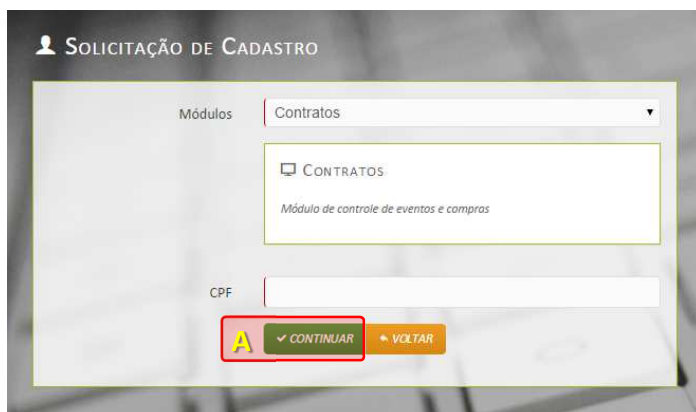 Solicitação de Cadastro
Módulos Contratos
Contratos
Módulo de controle de eventos e compras
CPF
A CONTINUAR VOLTAR